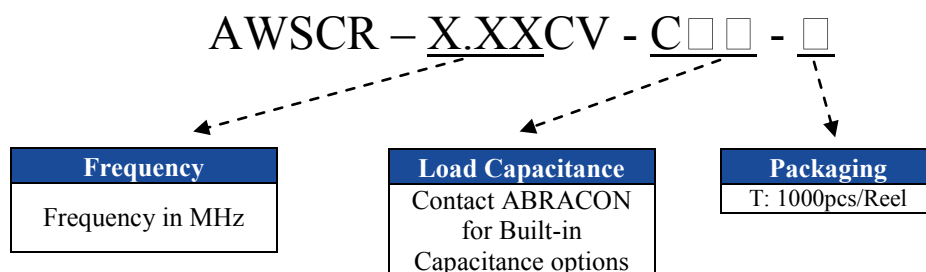 AWSCR – X.XXCV - C□□ - □
Frequency
Frequency in MHz
Load Capacitance
Contact ABRACON
for Built-in
Capacitance options
Packaging
T: 1000pcs/Reel